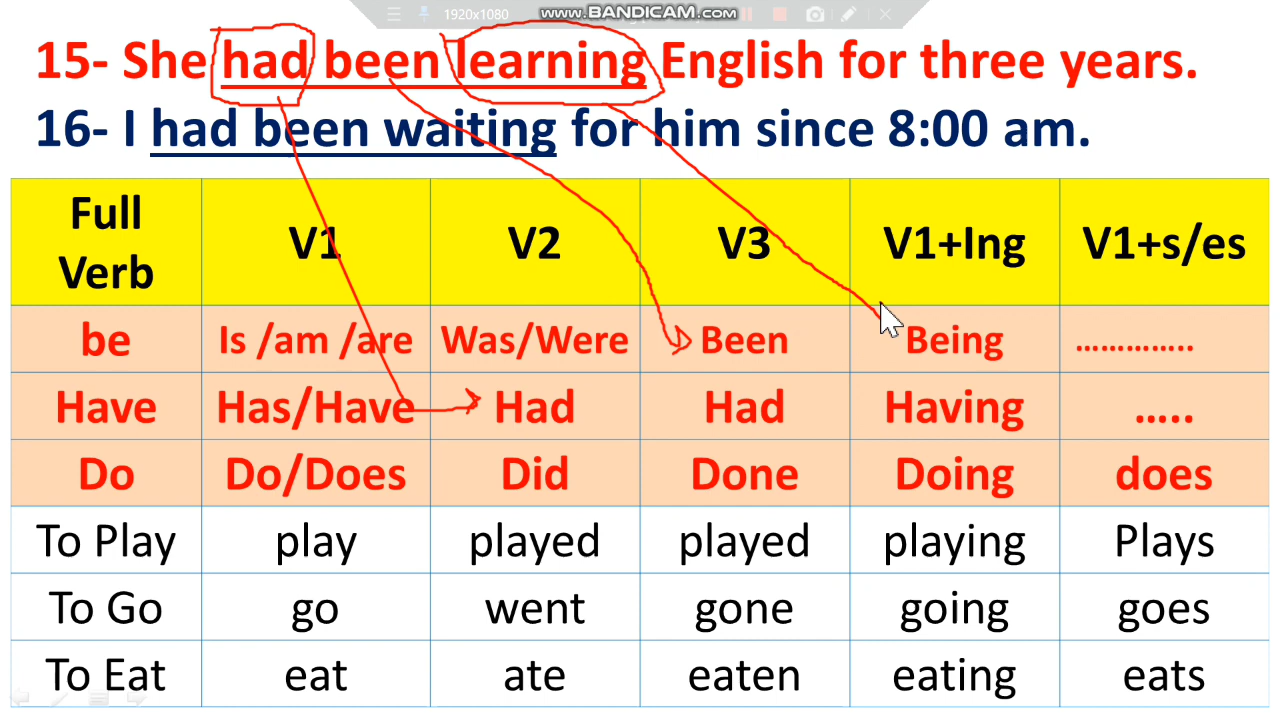 1920x1080 www.BANDICAM.com
15- She had been learning English for three years.
16- I had been waiting for him since 8:00 am.
Full Verb V1 V2 V3 V1+Ing V1+s/es
be Is /am /are Was/Were Been Being …………..
Have Has/Have Had Had Having …..
Do Do/Does Did Done Doing does
To Play play played played playing Plays
To Go go went gone going goes
To Eat eat ate eaten eating eats